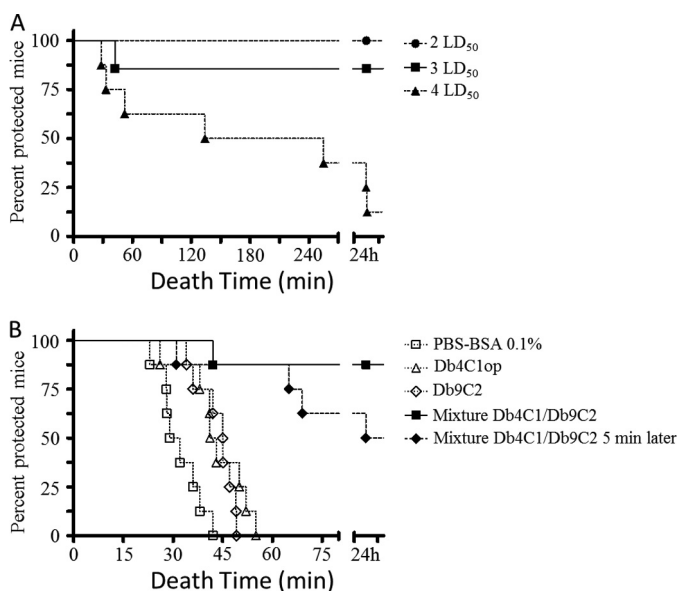 A
Percent protected mice
100
75
50
25
0
0 60 120 180 240 24h
Death Time (min)
2 LD₅₀
3 LD₅₀
4 LD₅₀
B
Percent protected mice
100
75
50
25
0
0 15 30 45 60 75 24h
Death Time (min)
PBS-BSA 0.1%
Db4C1op
Db9C2
Mixture Db4C1/Db9C2
Mixture Db4C1/Db9C2 5 min later